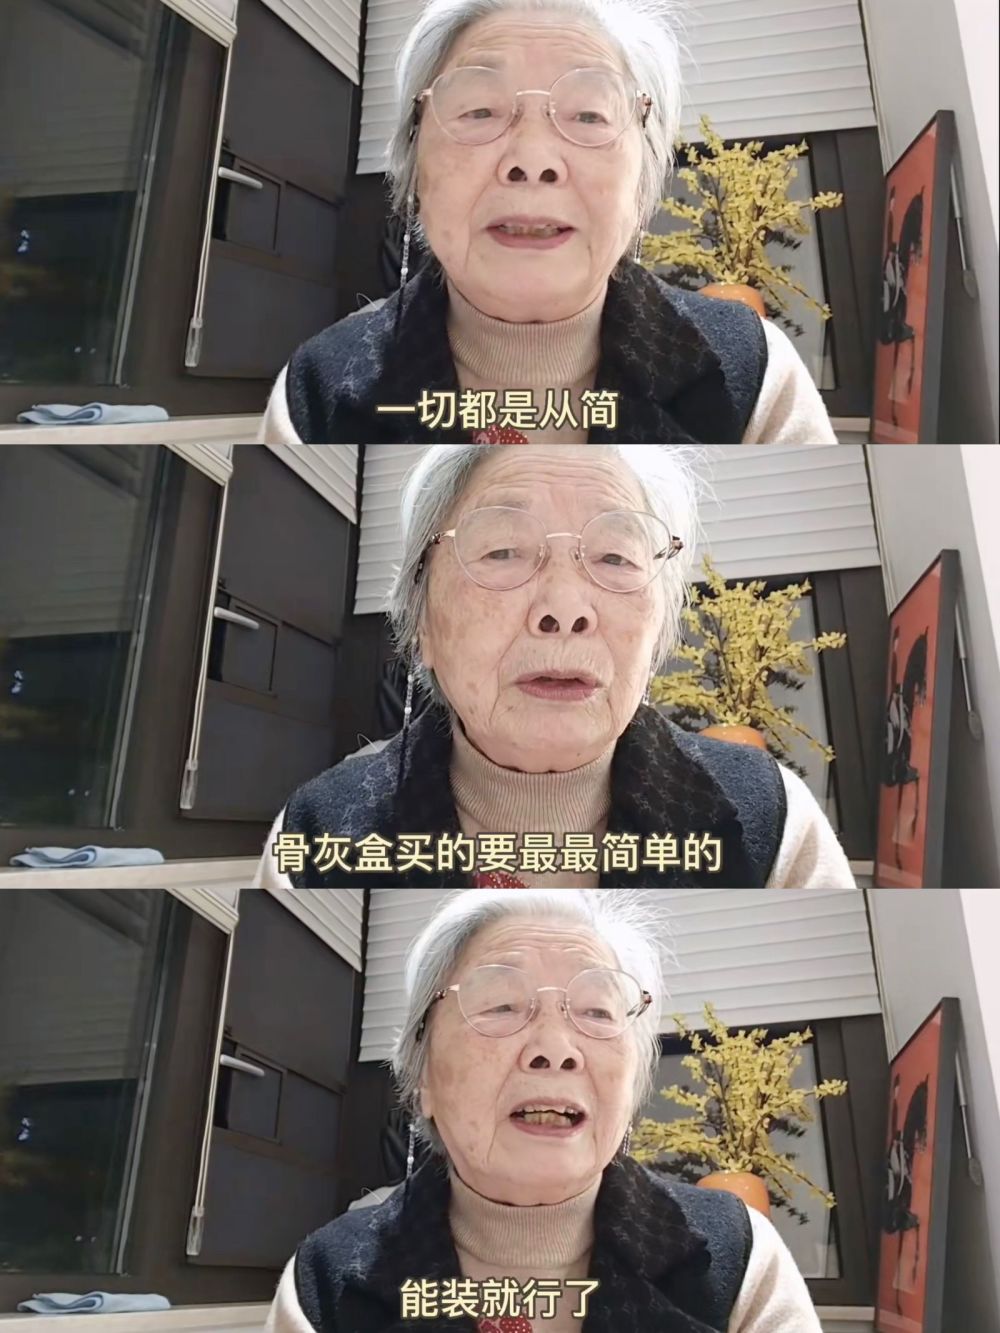 一切都是从简
骨灰盒买的要最最简单的
能装就行了